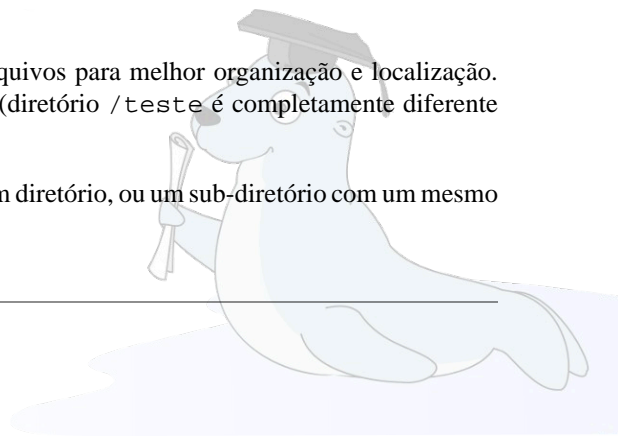 quivos para melhor organização e localização.
(diretório /teste é completamente diferente
m diretório, ou um sub-diretório com um mesmo